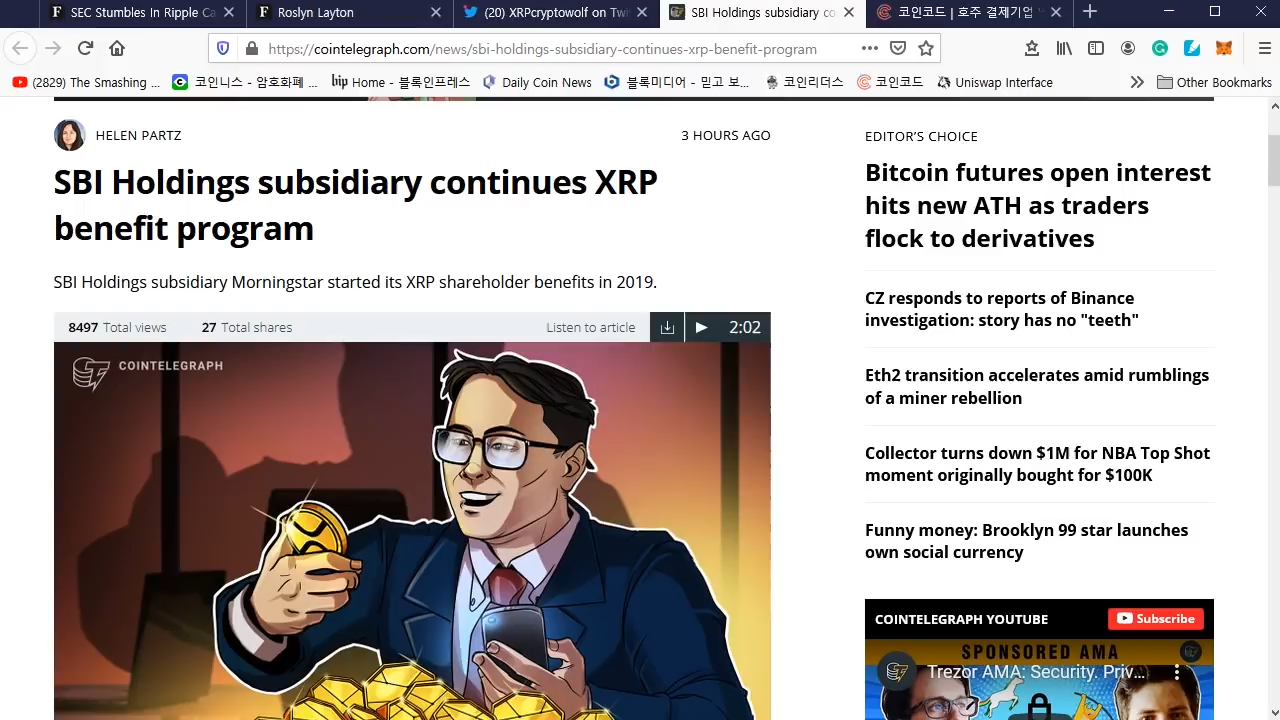 SEC Stumbles In Ripple Ca
Roslyn Layton
(20) XRPcryptowolf on Twi
SBI Holdings subsidiary co
코인코드 | 호주 결제기업
https://cointelegraph.com/news/sbi-holdings-subsidiary-continues-xrp-benefit-program
(2829) The Smashing ...
코인니스 - 암호화폐 ...
bip Home - 블록인프레스
Daily Coin News
블록미디어 - 믿고 보...
코인리더스
코인코드
Uniswap Interface
Other Bookmarks
HELEN PARTZ
3 HOURS AGO
SBI Holdings subsidiary continues XRP
benefit program
SBI Holdings subsidiary Morningstar started its XRP shareholder benefits in 2019.
8497 Total views 27 Total shares Listen to article 2:02
COINTELEGRAPH
EDITOR'S CHOICE
Bitcoin futures open interest
hits new ATH as traders
flock to derivatives
CZ responds to reports of Binance
investigation: story has no "teeth"
Eth2 transition accelerates amid rumblings
of a miner rebellion
Collector turns down $1M for NBA Top Shot
moment originally bought for $100K
Funny money: Brooklyn 99 star launches
own social currency
COINTELEGRAPH YOUTUBE
Subscribe
SPONSORED AMA
Trezor AMA: Security. Priv...